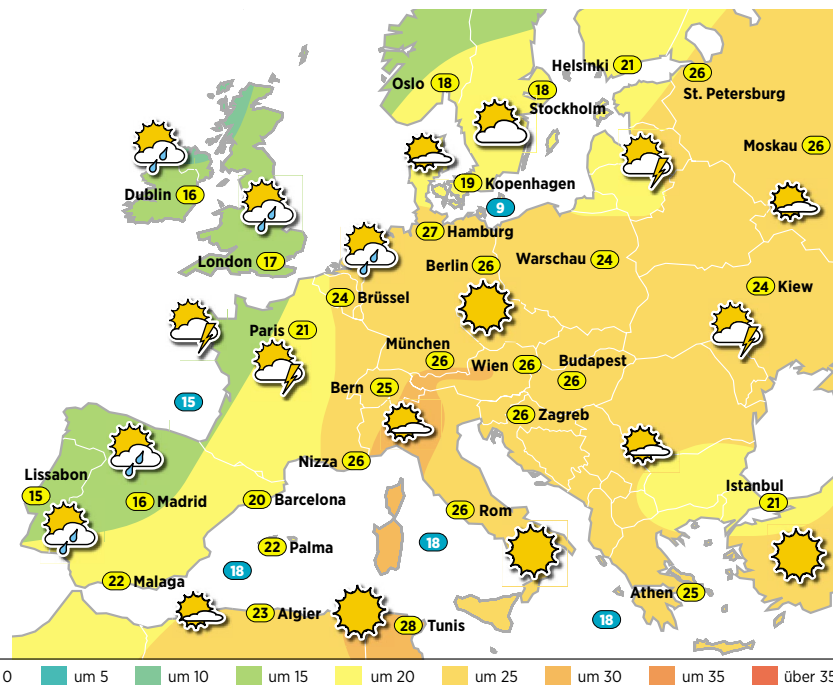 Helsinki 21
Oslo 18
26
St. Petersburg
18
Stockholm
Moskau 26
Dublin 16
19 Kopenhagen
9
27 Hamburg
London 17
Berlin 26
Warschau 24
24 Kiew
24 Brüssel
Paris 21
München
26
Wien 26
Budapest
26
Bern 25
15
26 Zagreb
Nizza 26
Lissabon
15
16 Madrid
20 Barcelona
Istanbul
21
26 Rom
22 Palma
18
18
22 Malaga
Athen 25
23 Algier
28 Tunis
18
0 um 5 um 10 um 15 um 20 um 25 um 30 um 35 über 35